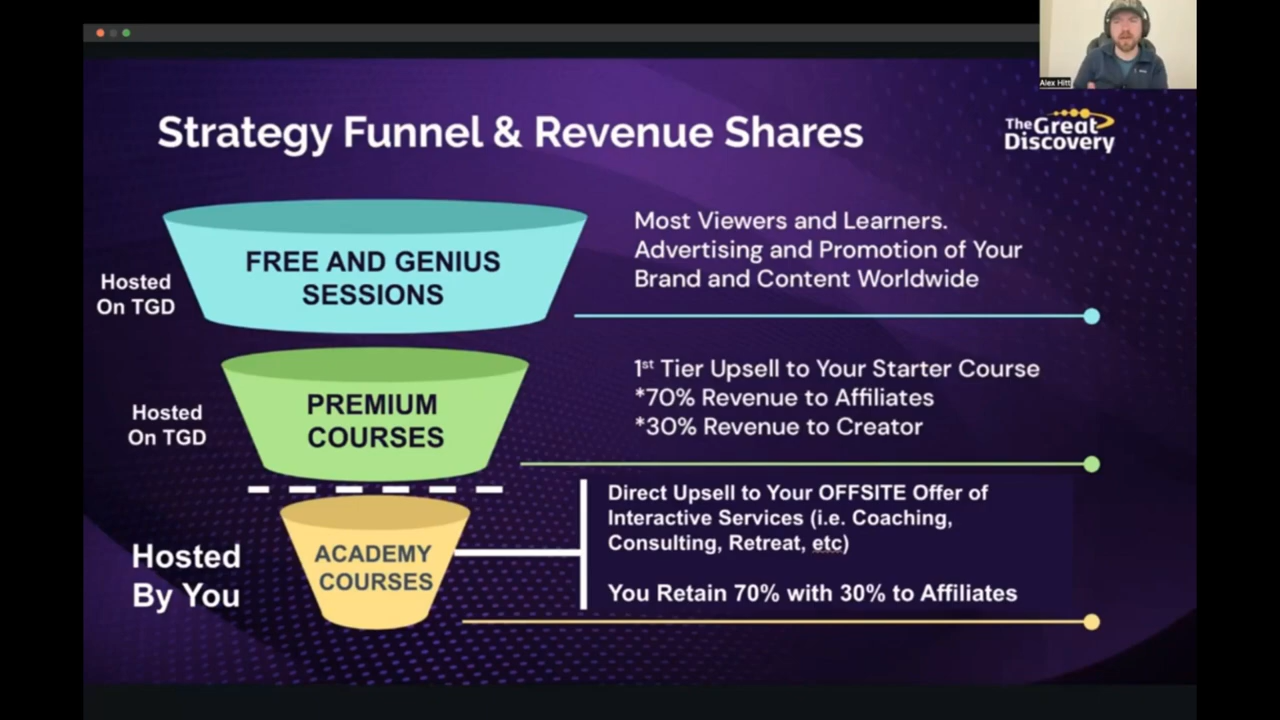 Alex Hitt
Strategy Funnel & Revenue Shares
The Great
Discovery
Hosted
On TGD
FREE AND GENIUS
SESSIONS
Most Viewers and Learners.
Advertising and Promotion of Your
Brand and Content Worldwide
Hosted
On TGD
PREMIUM
COURSES
1st Tier Upsell to Your Starter Course
*70% Revenue to Affiliates
*30% Revenue to Creator
Hosted
By You
ACADEMY
COURSES
Direct Upsell to Your OFFSITE Offer of
Interactive Services (i.e. Coaching,
Consulting, Retreat, etc)
You Retain 70% with 30% to Affiliates